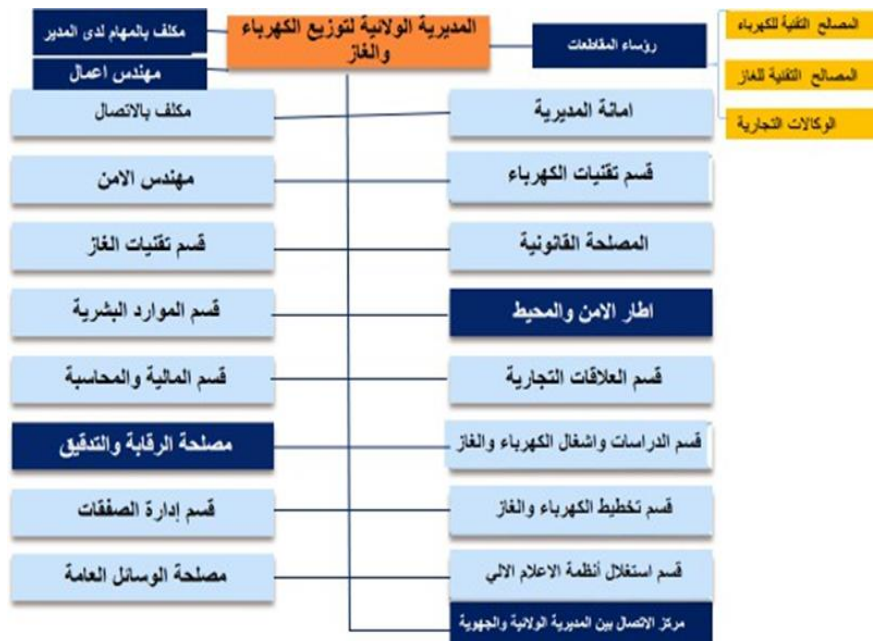 المصالح التقنية للكهرباء
المديرية الولائية لتوزيع الكهرباء
والغاز
مكلف بالمهام لدى المدير
رؤساء المقاطعات
المصالح التقنية للغاز
مهندس اعمال
الوكالات التجارية
امانة المديرية
مكلف بالاتصال
قسم تقنيات الكهرباء
مهندس الامن
المصلحة القانونية
قسم تقنيات الغاز
اطار الامن والمحيط
قسم الموارد البشرية
قسم العلاقات التجارية
قسم المالية والمحاسبة
قسم الدراسات واشغال الكهرباء والغاز
مصلحة الرقابة والتدقيق
قسم تخطيط الكهرباء والغاز
قسم إدارة الصفقات
قسم استغلال أنظمة الاعلام الالي
مصلحة الوسائل العامة
مركز الاتصال بين المديرية الولائية والجهوية